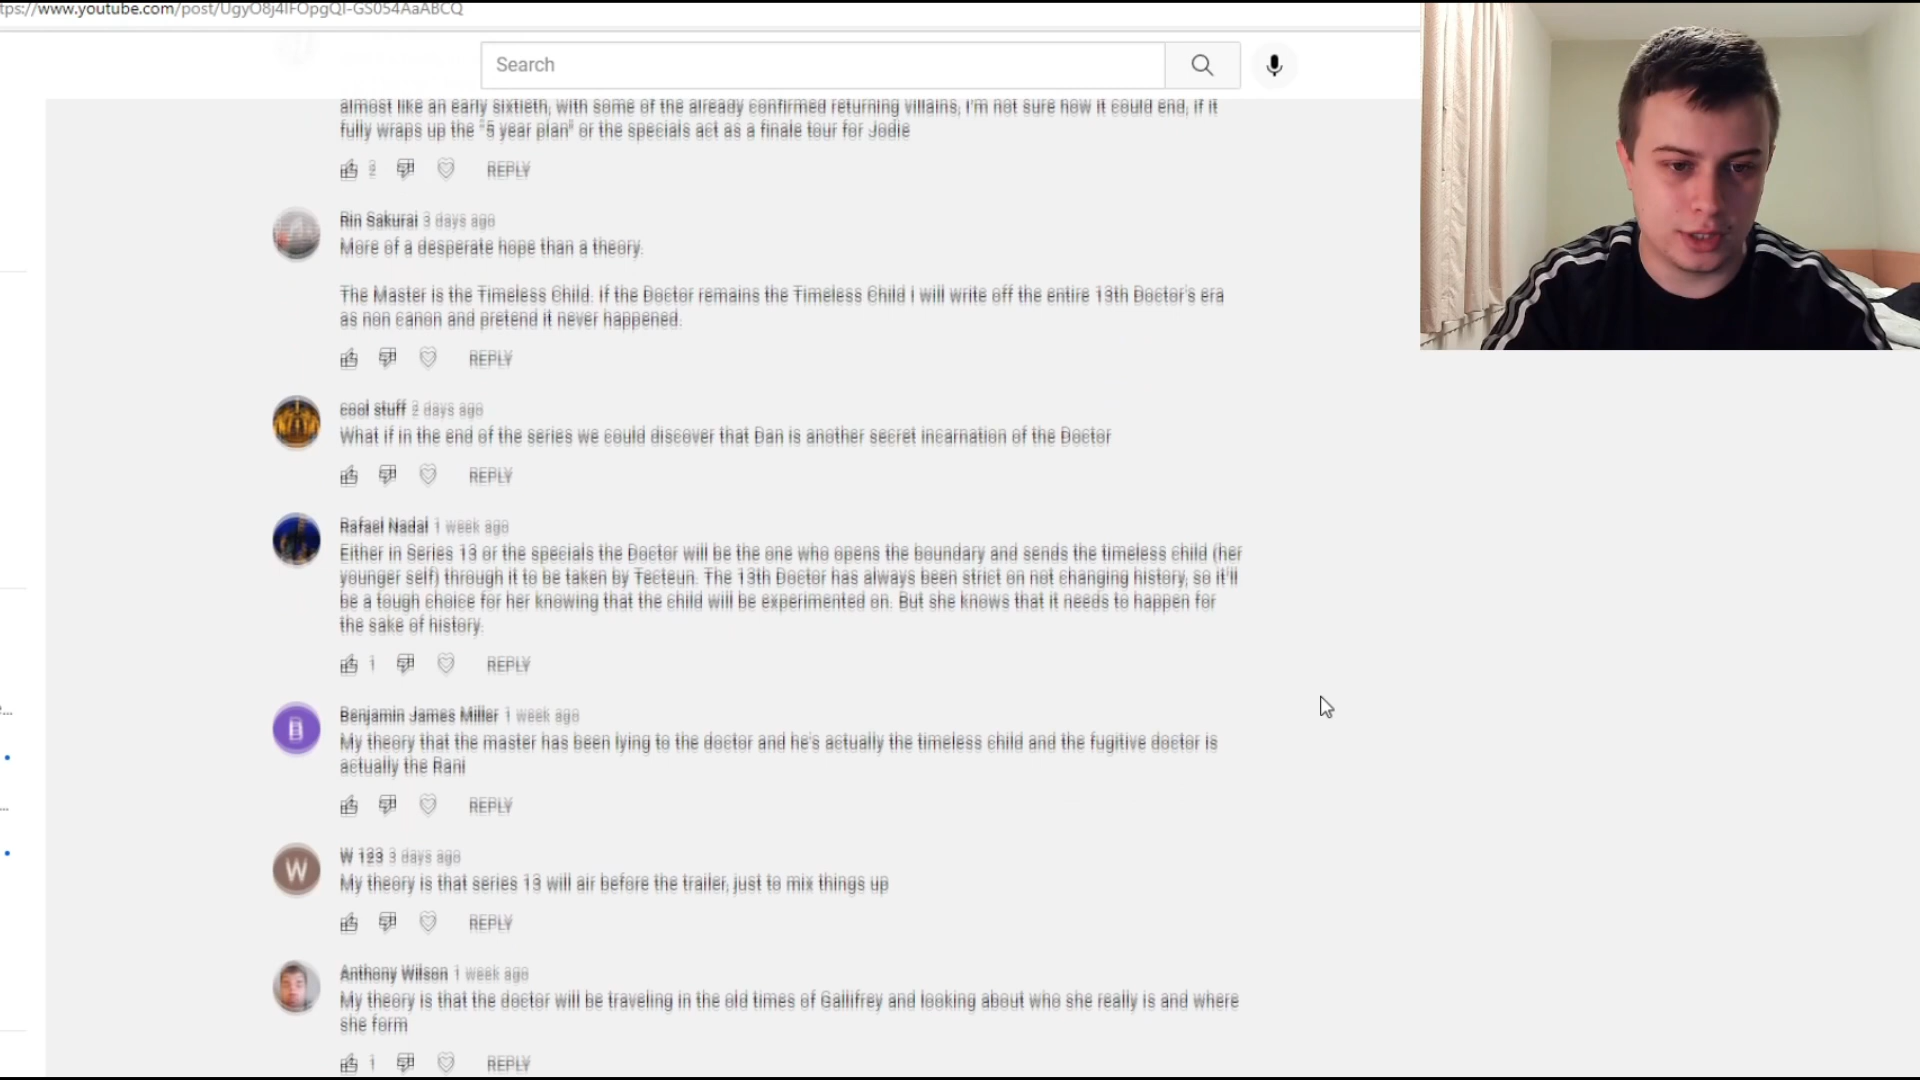 tps://www.youtube.com/post/UgyO8j4lFOpgQI-GS054AaABCQ
Search
almost like an early sixtieth, with some of the already confirmed returning villains, I'm not sure how it could end, if it
fully wraps up the "5 year plan" or the specials act as a finale tour for Jodie
2 REPLY
Rin Sakurai 3 days ago
More of a desperate hope than a theory.
The Master is the Timeless Child. If the Doctor remains the Timeless Child I will write off the entire 13th Doctor's era
as non canon and pretend it never happened.
REPLY
cool stuff 2 days ago
What if in the end of the series we could discover that Dan is another secret incarnation of the Doctor
REPLY
Rafael Nadal 1 week ago
Either in Series 13 or the specials the Doctor will be the one who opens the boundary and sends the timeless child (her
younger self) through it to be taken by Tecteun. The 13th Doctor has always been strict on not changing history, so it'll
be a tough choice for her knowing that the child will be experimented on. But she knows that it needs to happen for
the sake of history.
1 REPLY
B
Benjamin James Miller 1 week ago
My theory that the master has been lying to the doctor and he's actually the timeless child and the fugitive doctor is
actually the Rani
REPLY
W
W 123 3 days ago
My theory is that series 13 will air before the trailer, just to mix things up
REPLY
Anthony Wilson 1 week ago
My theory is that the doctor will be traveling in the old times of Gallifrey and looking about who she really is and where
she form
1 REPLY